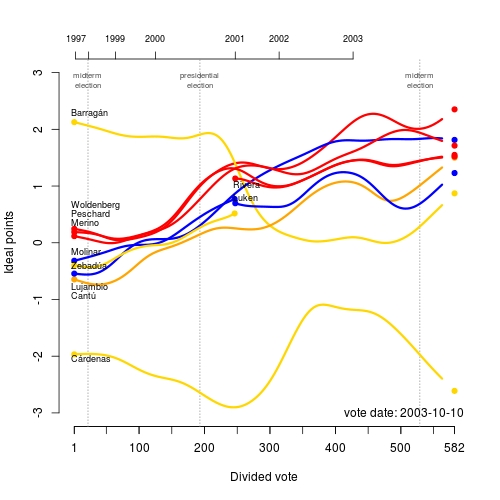 1997 1999 2000 2001 2002 2003
midterm election
presidential election
midterm election
3
2
1
0
-1
-2
-3
Ideal points
Barragán
Rivera
Luken
Woldenberg
Peschard
Merino
Molinar
Zebadúa
Lujambio
Cantú
Cárdenas
vote date: 2003-10-10
1 100 200 300 400 500 582
Divided vote